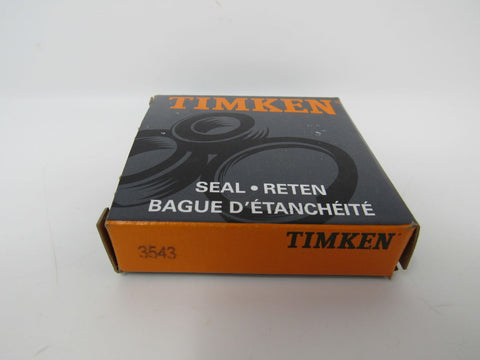 TIMKEN
SEAL • RETEN
BAGUE D'ÉTANCHÉITÉ
TIMKEN
3543